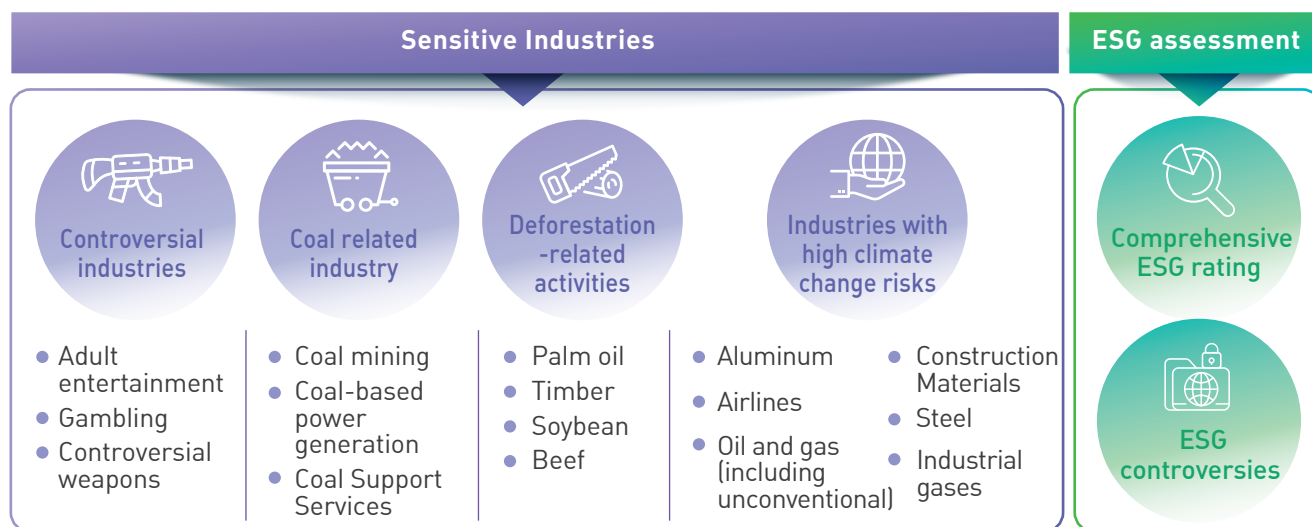 Sensitive Industries
ESG assessment
Controversial
industries
Coal related
industry
Deforestation
-related
activities
Industries with
high climate
change risks
Comprehensive
ESG rating
Adult
entertainment
Gambling
Controversial
weapons
Coal mining
Coal-based
power
generation
Coal Support
Services
Palm oil
Timber
Soybean
Beef
Aluminum
Airlines
Oil and gas
(including
unconventional)
Construction
Materials
Steel
Industrial
gases
ESG
controversies